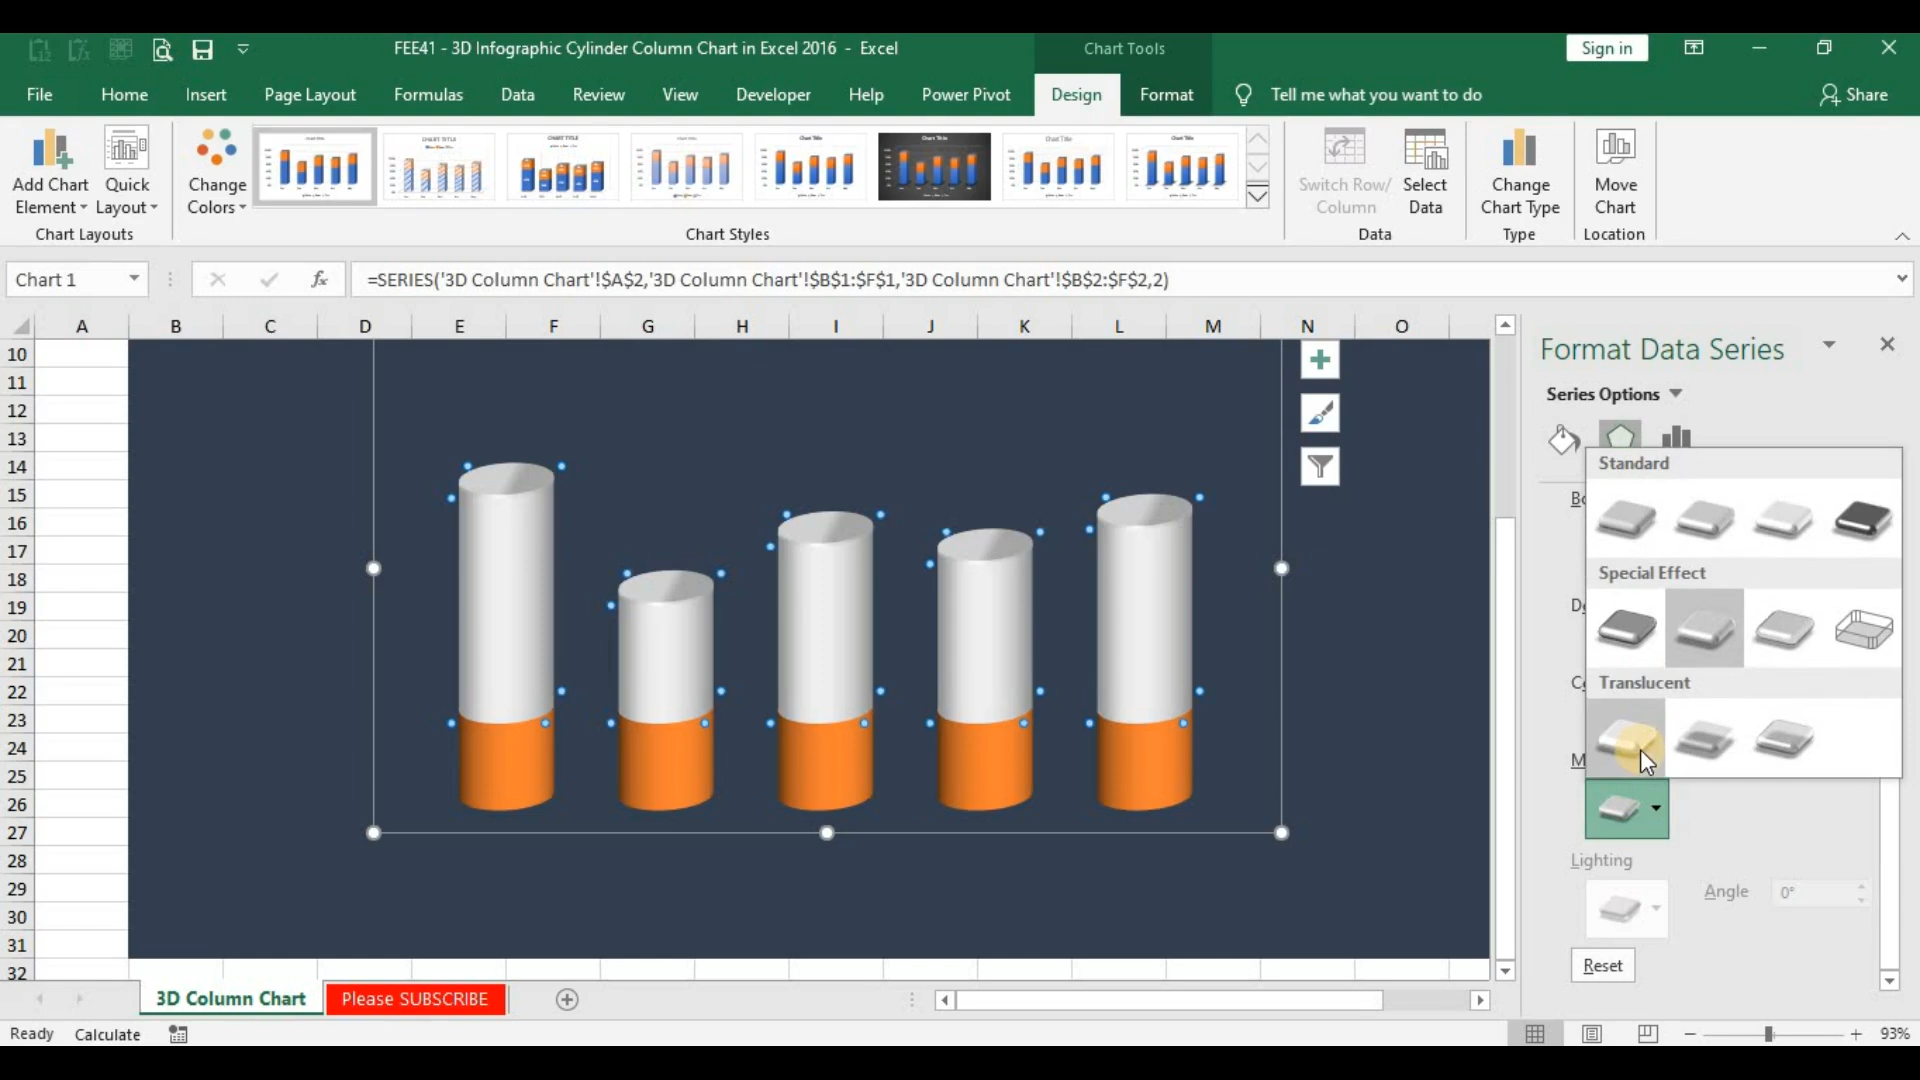 FEE41 - 3D Infographic Cylinder Column Chart in Excel 2016 - Excel
Chart Tools
Sign in
File
Home
Insert
Page Layout
Formulas
Data
Review
View
Developer
Help
Power Pivot
Design
Format
Tell me what you want to do
Share
Add Chart
Element
Quick
Layout
Change
Colors
Switch Row/
Column
Select
Data
Change
Chart Type
Move
Chart
Chart Layouts
Chart Styles
Data
Type
Location
Chart 1
fx
=SERIES('3D Column Chart'!$A$2,'3D Column Chart'!$B$1:$F$1,'3D Column Chart'!$B$2:$F$2,2)
A B C D E F G H I J K L M N O
10
11
12
13
14
15
16
17
18
19
20
21
22
23
24
25
26
27
28
29
30
31
32
Format Data Series
Series Options
Standard
Special Effect
Translucent
Lighting
Angle
0°
Reset
3D Column Chart
Please SUBSCRIBE
Ready
Calculate
93%